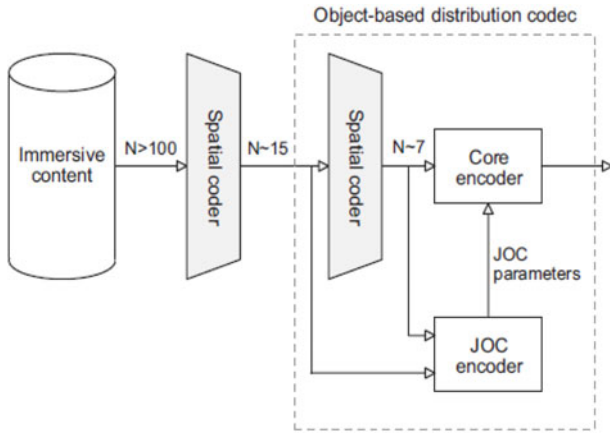 Object-based distribution codec
Immersive
content
N>100
Spatial coder
N~15
Spatial coder
N~7
Core
encoder
JOC
parameters
JOC
encoder